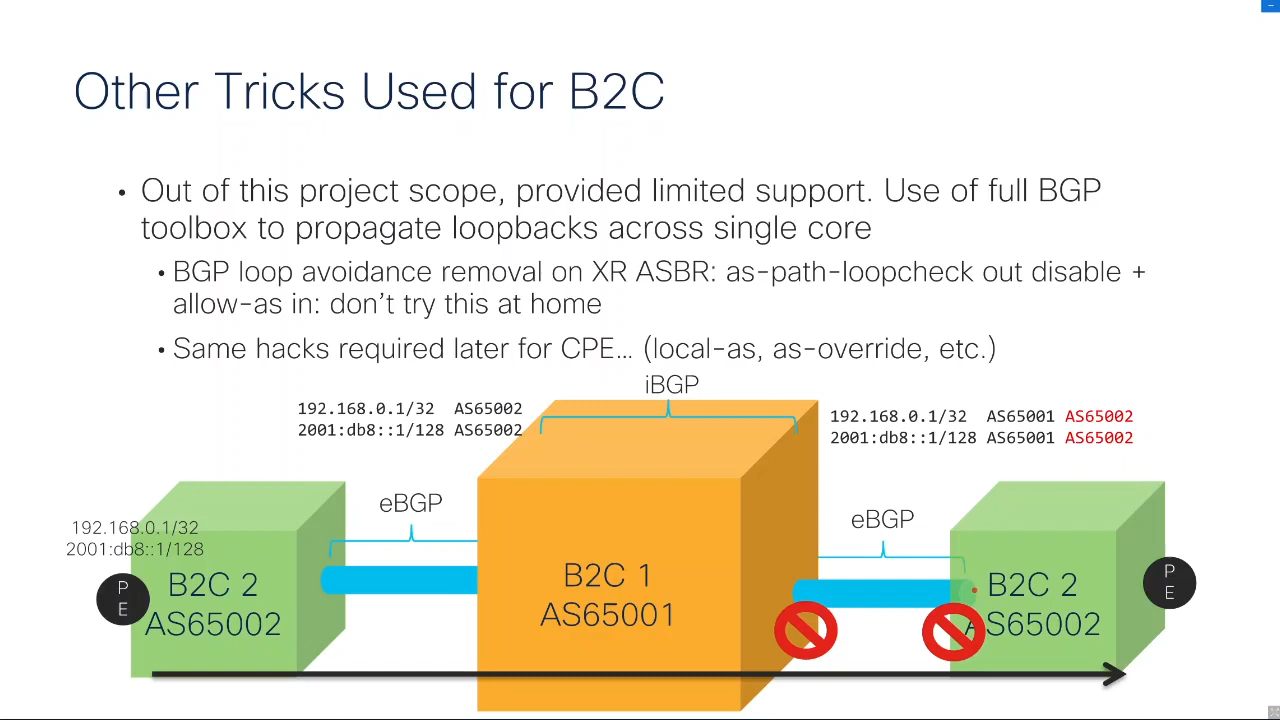 Other Tricks Used for B2C
• Out of this project scope, provided limited support. Use of full BGP
toolbox to propagate loopbacks across single core
• BGP loop avoidance removal on XR ASBR: as-path-loopcheck out disable +
allow-as in: don't try this at home
• Same hacks required later for CPE… (local-as, as-override, etc.)
iBGP
192.168.0.1/32 AS65002
2001:db8::1/128 AS65002
192.168.0.1/32 AS65001 AS65002
2001:db8::1/128 AS65001 AS65002
eBGP
eBGP
192.168.0.1/32
2001:db8::1/128
P
E
B2C 2
AS65002
B2C 1
AS65001
B2C 2
AS65002
P
E